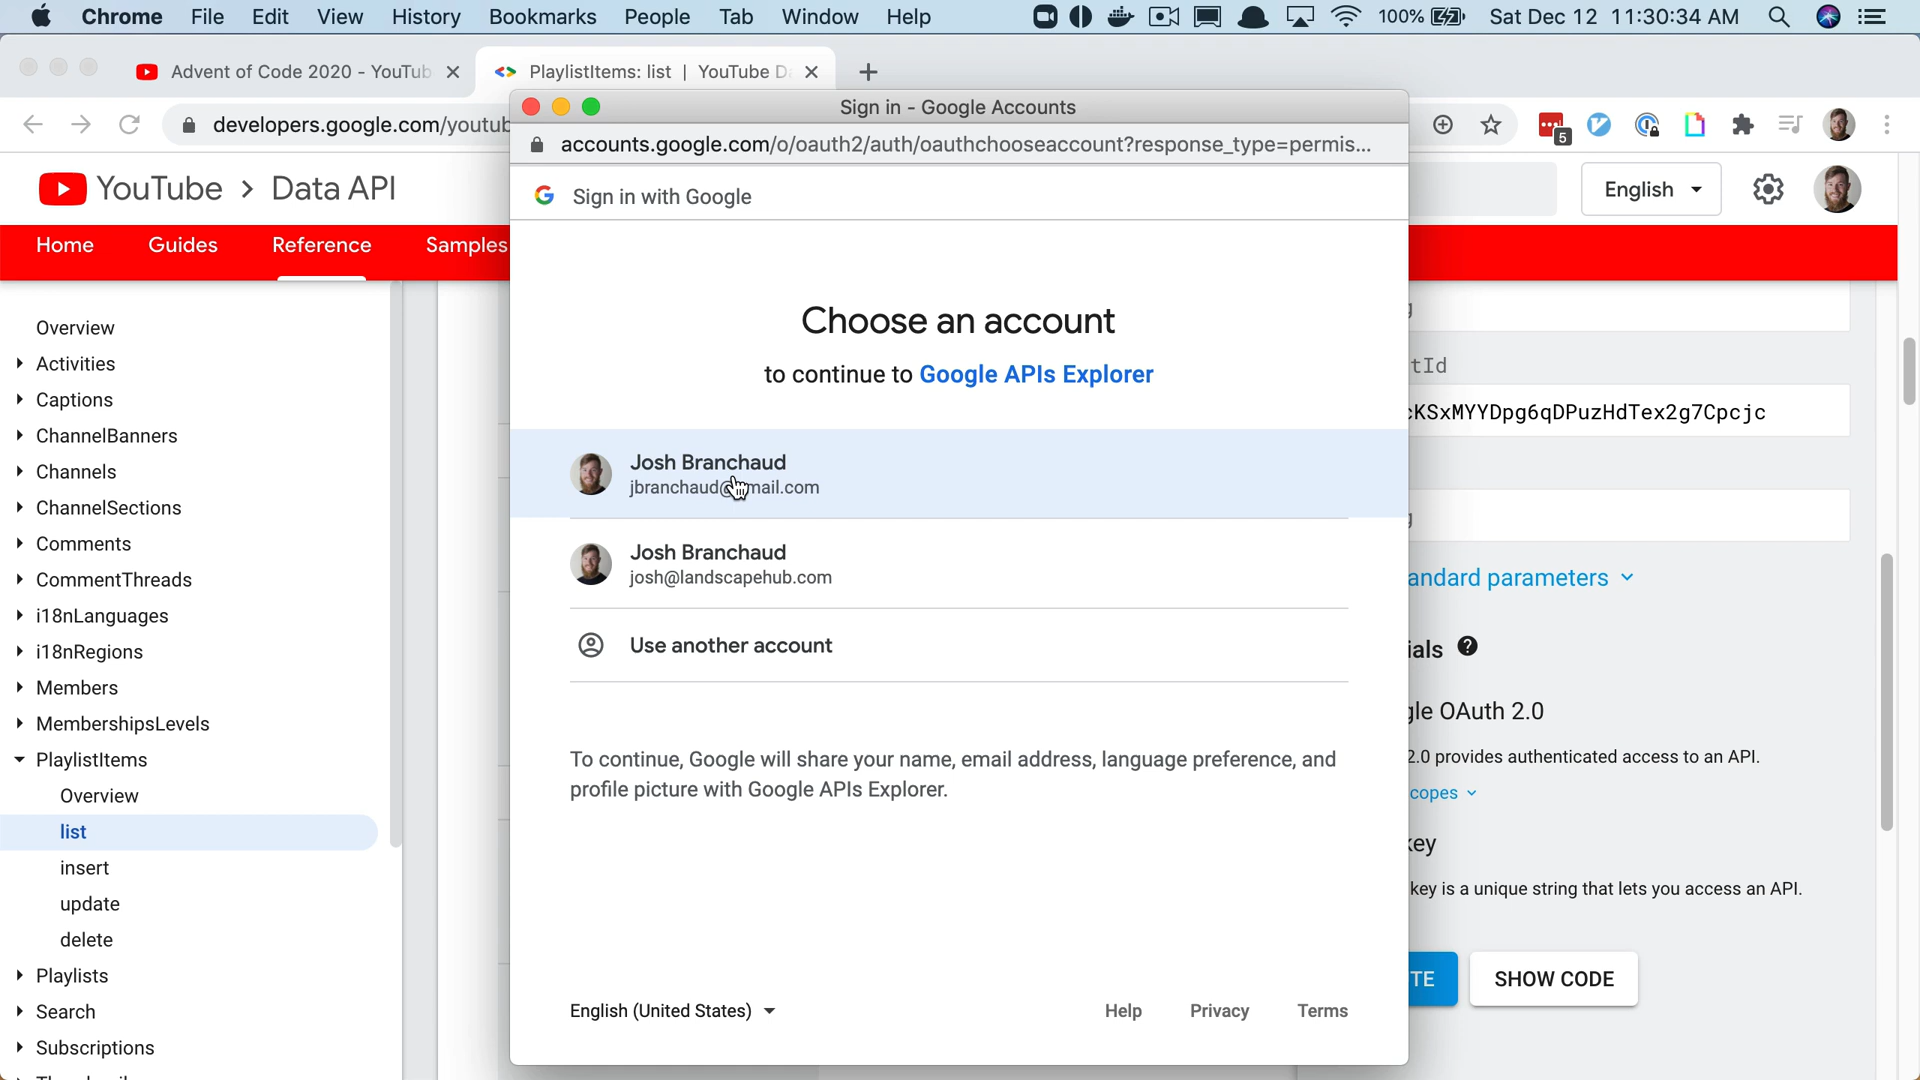 Chrome File Edit View History Bookmarks People Tab Window Help 100% Sat Dec 12 11:30:34 AM
Advent of Code 2020 - YouTub
PlaylistItems: list | YouTube D
Sign in - Google Accounts
developers.google.com/youtub
accounts.google.com/o/oauth2/auth/oauthchooseaccount?response_type=permis...
5
YouTube > Data API
Sign in with Google
English
Home Guides Reference Samples
Choose an account
to continue to Google APIs Explorer
Josh Branchaud
Josh Branchaud
josh@landscapehub.com
Use another account
To continue, Google will share your name, email address, language preference, and
profile picture with Google APIs Explorer.
English (United States)
Help Privacy Terms
Overview
Activities
Captions
ChannelBanners
Channels
ChannelSections
Comments
CommentThreads
i18nLanguages
i18nRegions
Members
MembershipsLevels
PlaylistItems
Overview
list
insert
update
delete
Playlists
Search
Subscriptions
tId
cKSxMYYDpg6qDPuzHdTex2g7Cpcjc
andard parameters
ials
gle OAuth 2.0
2.0 provides authenticated access to an API.
copes
key
key is a unique string that lets you access an API.
TE
SHOW CODE